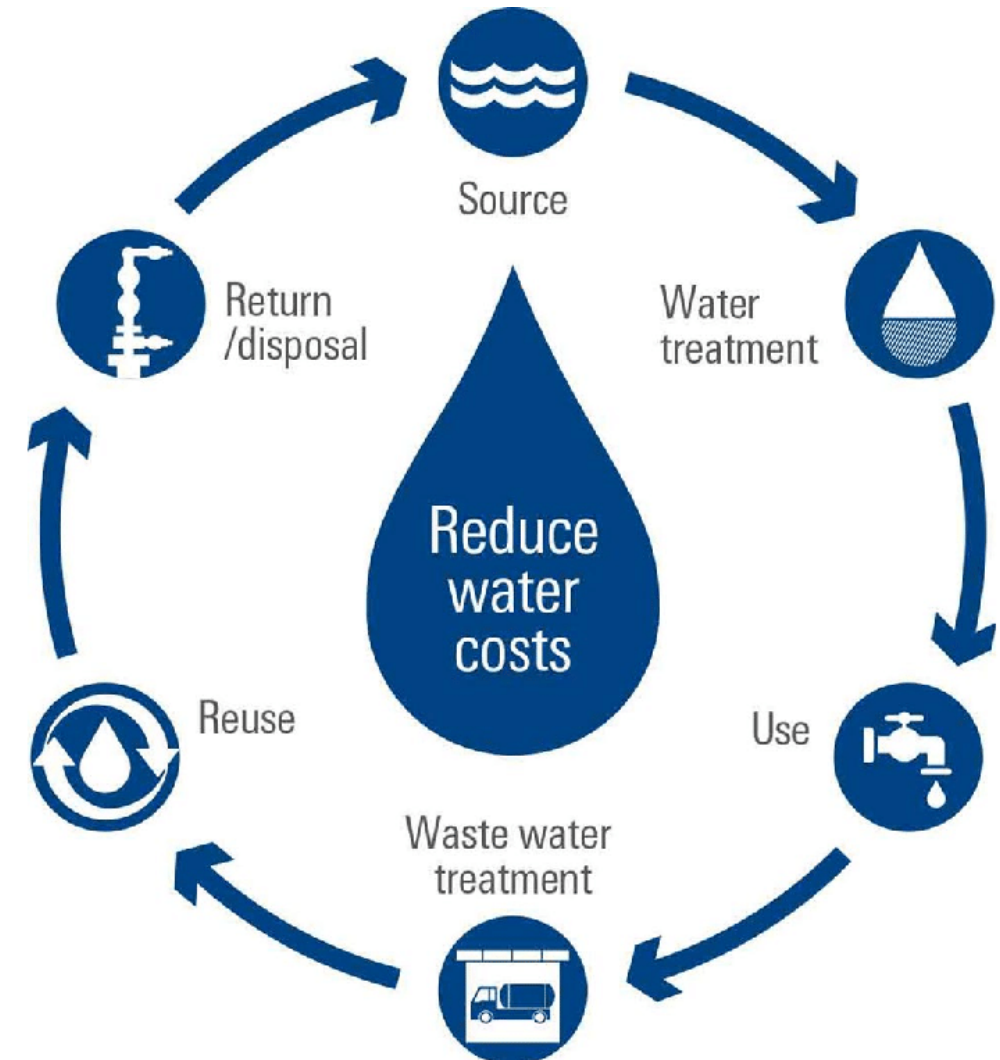 Source
Water
treatment
Use
Waste water
treatment
Reuse
Return
/disposal
Reduce
water
costs